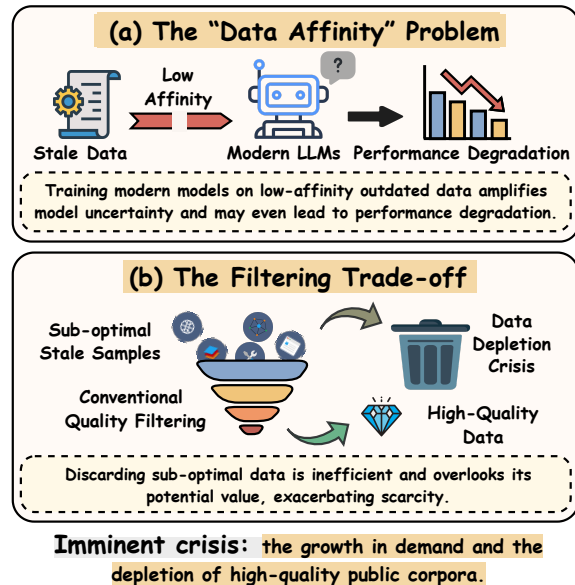 (a) The “Data Affinity” Problem
Low
Affinity
?
Stale Data
Modern LLMs
Performance Degradation
Training modern models on low-affinity outdated data amplifies
model uncertainty and may even lead to performance degradation.
(b) The Filtering Trade-off
Sub-optimal
Stale Samples
Data
Depletion
Crisis
Conventional
Quality Filtering
High-Quality
Data
Discarding sub-optimal data is inefficient and overlooks its
potential value, exacerbating scarcity.
Imminent crisis: the growth in demand and the
depletion of high-quality public corpora.